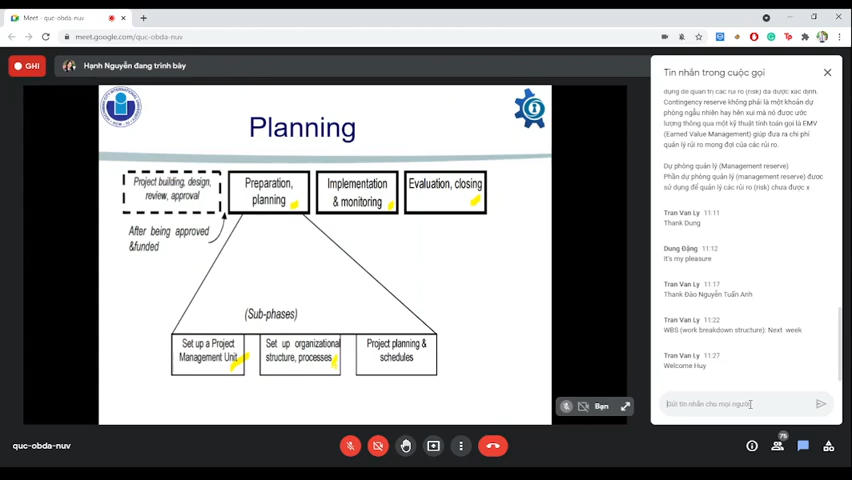 Meet - quc-obda-nuv
meet.google.com/quc-obda-nuv
GHI
Hạnh Nguyễn đang trình bày
Planning
Project building, design,
review, approval
Preparation,
planning
Implementation
& monitoring
Evaluation, closing
After being approved
&funded
(Sub-phases)
Set up a Project
Management Unit
Set up organizational
structure, processes
Project planning &
schedules
Bạn
Tin nhắn trong cuộc gọi
dụng để quản trị các rủi ro (risk) đã được xác định.
Contingency reserve không phải là một khoản dự
phòng ngẫu nhiên hay hên xui mà nó được ước
lượng thông qua một kỹ thuật tính toán gọi là EMV
(Earned Value Management) giúp đưa ra chi phí
quản lý rủi ro mong đợi của các rủi ro.
Dự phòng quản lý (Management reserve)
Phần dự phòng quản lý (management reserve) được
sử dụng để quản lý các rủi ro (risk) chưa được x
Tran Van Ly 11:11
Thank Dung
Dung Đặng 11:12
It's my pleasure
Tran Van Ly 11:17
Thank Đào Nguyễn Tuấn Anh
Tran Van Ly 11:22
WBS (work breakdown structure): Next week
Tran Van Ly 11:27
Welcome Huy
Gửi tin nhắn cho mọi người
quc-obda-nuv
75